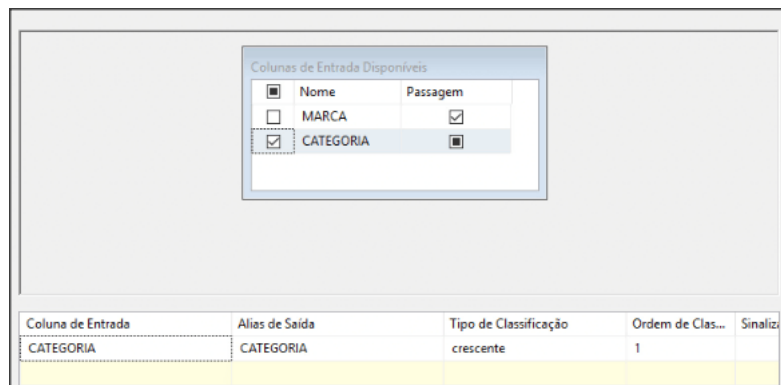 Colunas de Entrada Disponíveis
Nome Passagem
MARCA
CATEGORIA
Coluna de Entrada Alias de Saída Tipo de Classificação Ordem de Clas... Sinaliz
CATEGORIA CATEGORIA crescente 1